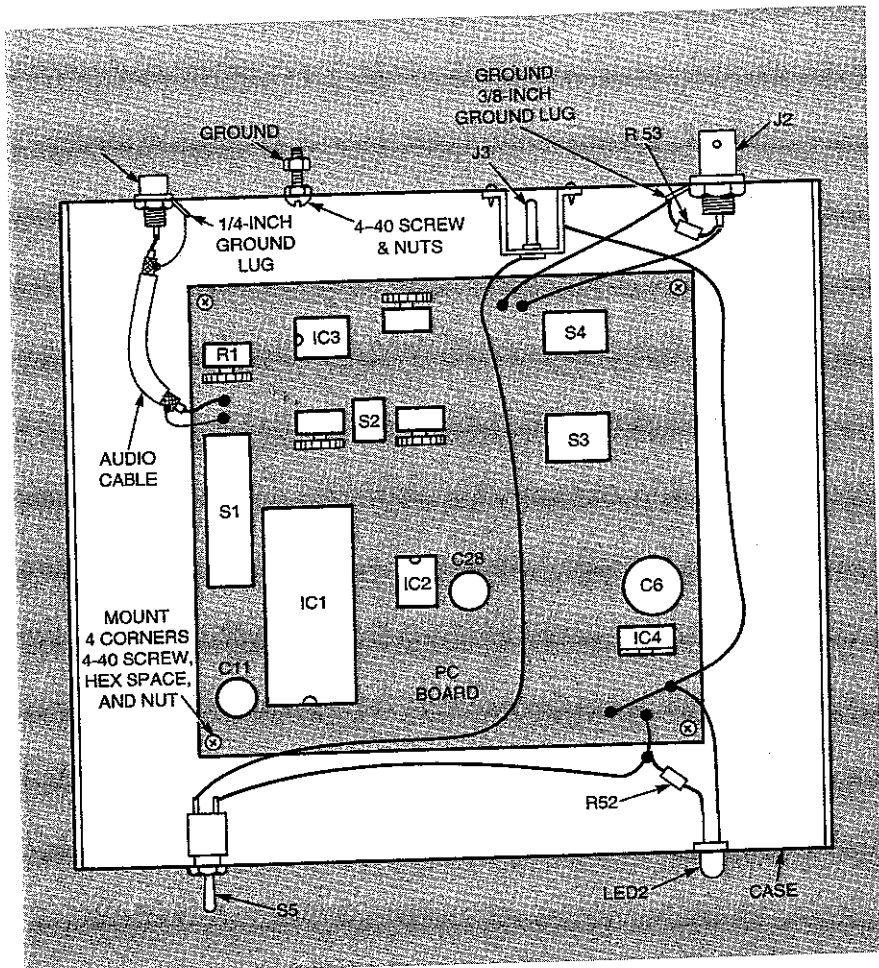 GROUND
3/8-INCH
GROUND LUG
J2
R 53
GROUND
J3
1/4-INCH
GROUND
LUG
4-40 SCREW
& NUTS
IC3
S4
R1
S2
S3
AUDIO
CABLE
S1
IC1
IC2
C28
C6
IC4
MOUNT
4 CORNERS
4-40 SCREW,
HEX SPACE,
AND NUT
C11
PC
BOARD
R52
S5
LED2
CASE